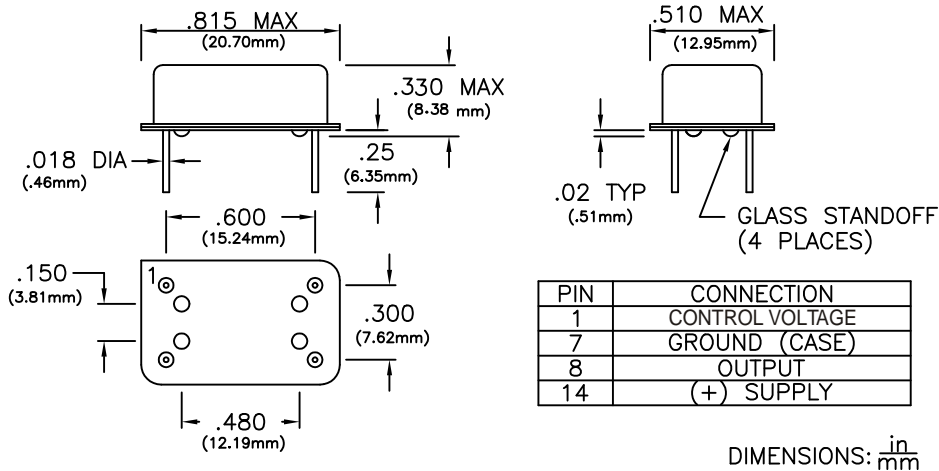 .815 MAX
(20.70mm)
.510 MAX
(12.95mm)
.330 MAX
(8.38 mm)
.018 DIA
(.46mm)
.25
(6.35mm)
.02 TYP
(.51mm)
GLASS STANDOFF
(4 PLACES)
.600
(15.24mm)
.150
(3.81mm)
1
.300
(7.62mm)
.480
(12.19mm)
PIN CONNECTION
1 CONTROL VOLTAGE
7 GROUND (CASE)
8 OUTPUT
14 (+) SUPPLY
DIMENSIONS: in
mm